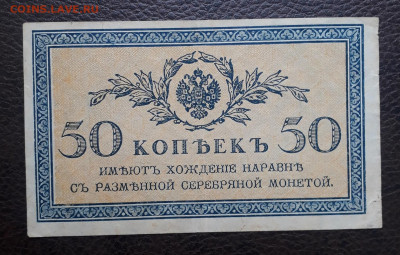 COINS.LAVE.RU
50 КОПѢЕКЪ 50
ИМѢЮТЪ ХОЖДЕНІЕ НАРАВНѢ
СЪ РАЗМѢННОЙ СЕРЕБРЯНОЙ МОНЕТОЙ.